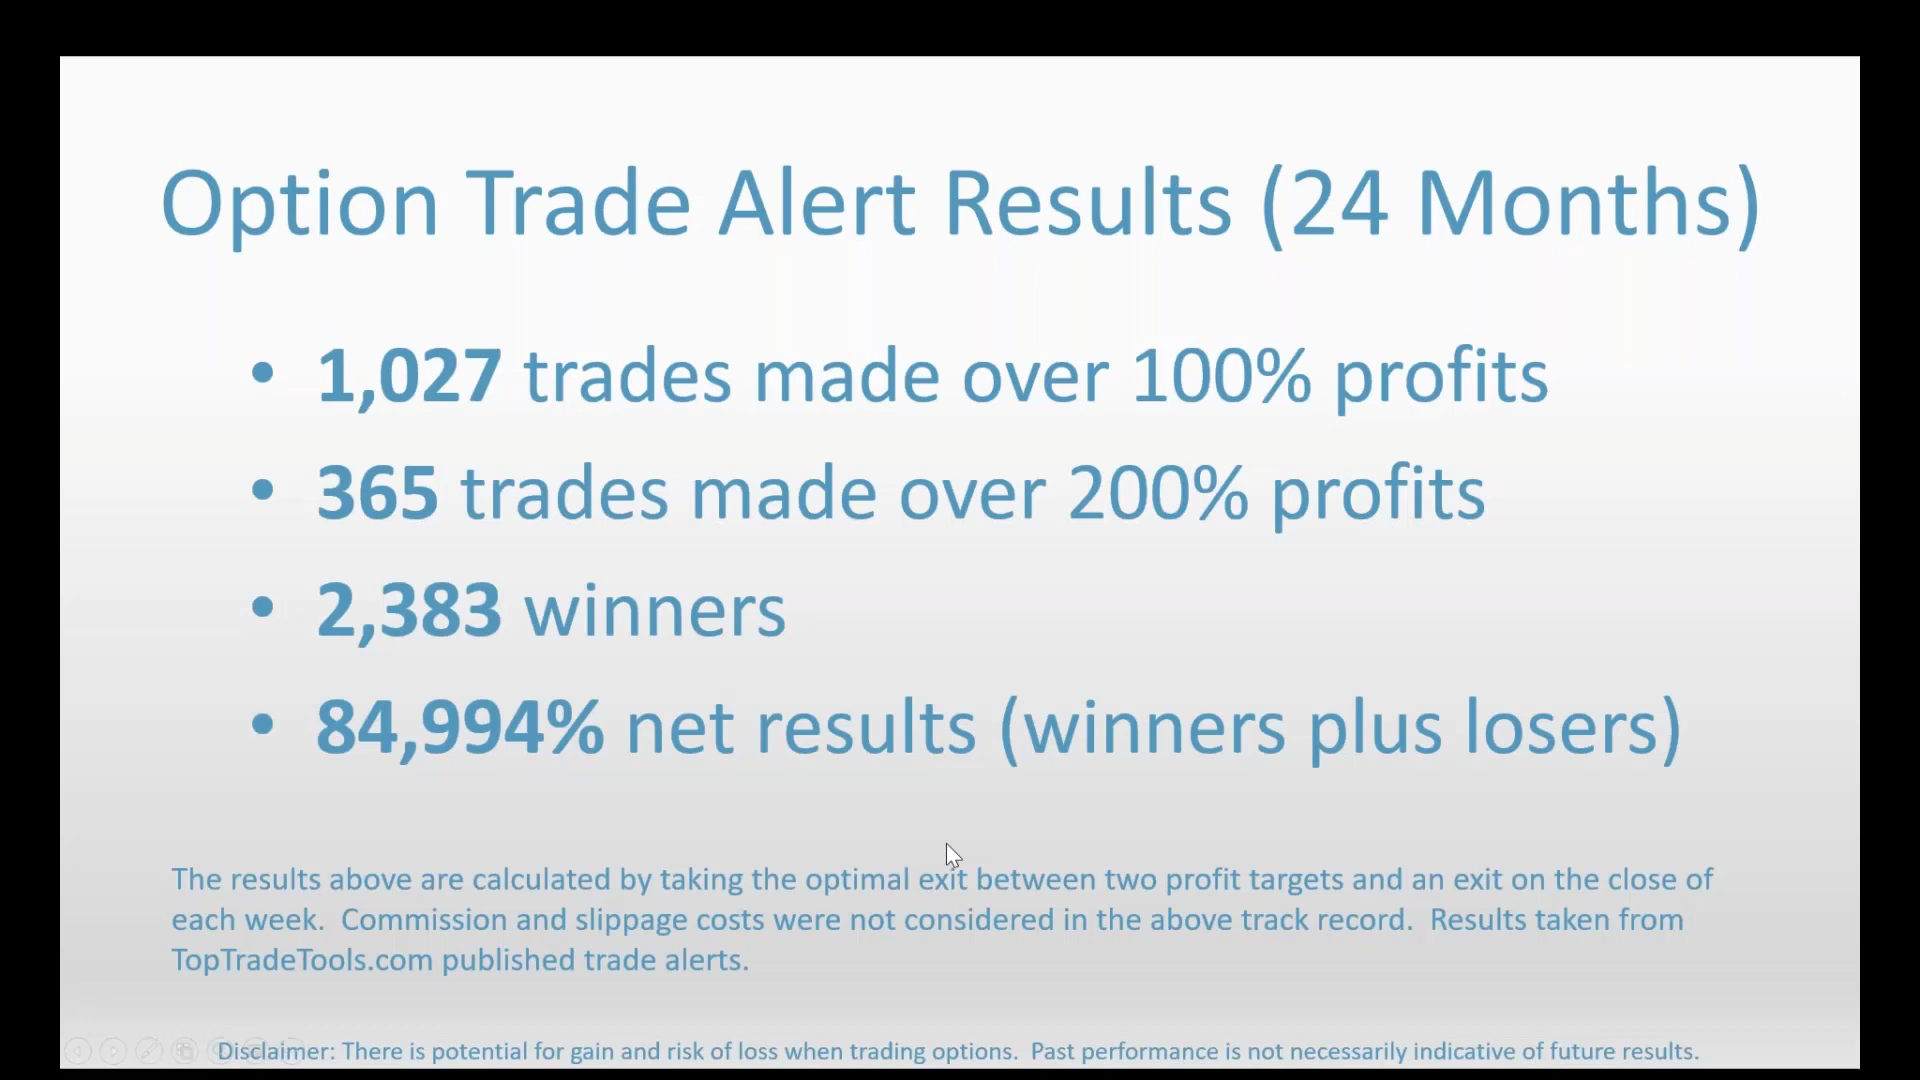 Option Trade Alert Results (24 Months)
• 1,027 trades made over 100% profits
• 365 trades made over 200% profits
• 2,383 winners
• 84,994% net results (winners plus losers)
The results above are calculated by taking the optimal exit between two profit targets and an exit on the close of
each week.  Commission and slippage costs were not considered in the above track record.  Results taken from
TopTradeTools.com published trade alerts.
Disclaimer: There is potential for gain and risk of loss when trading options.  Past performance is not necessarily indicative of future results.